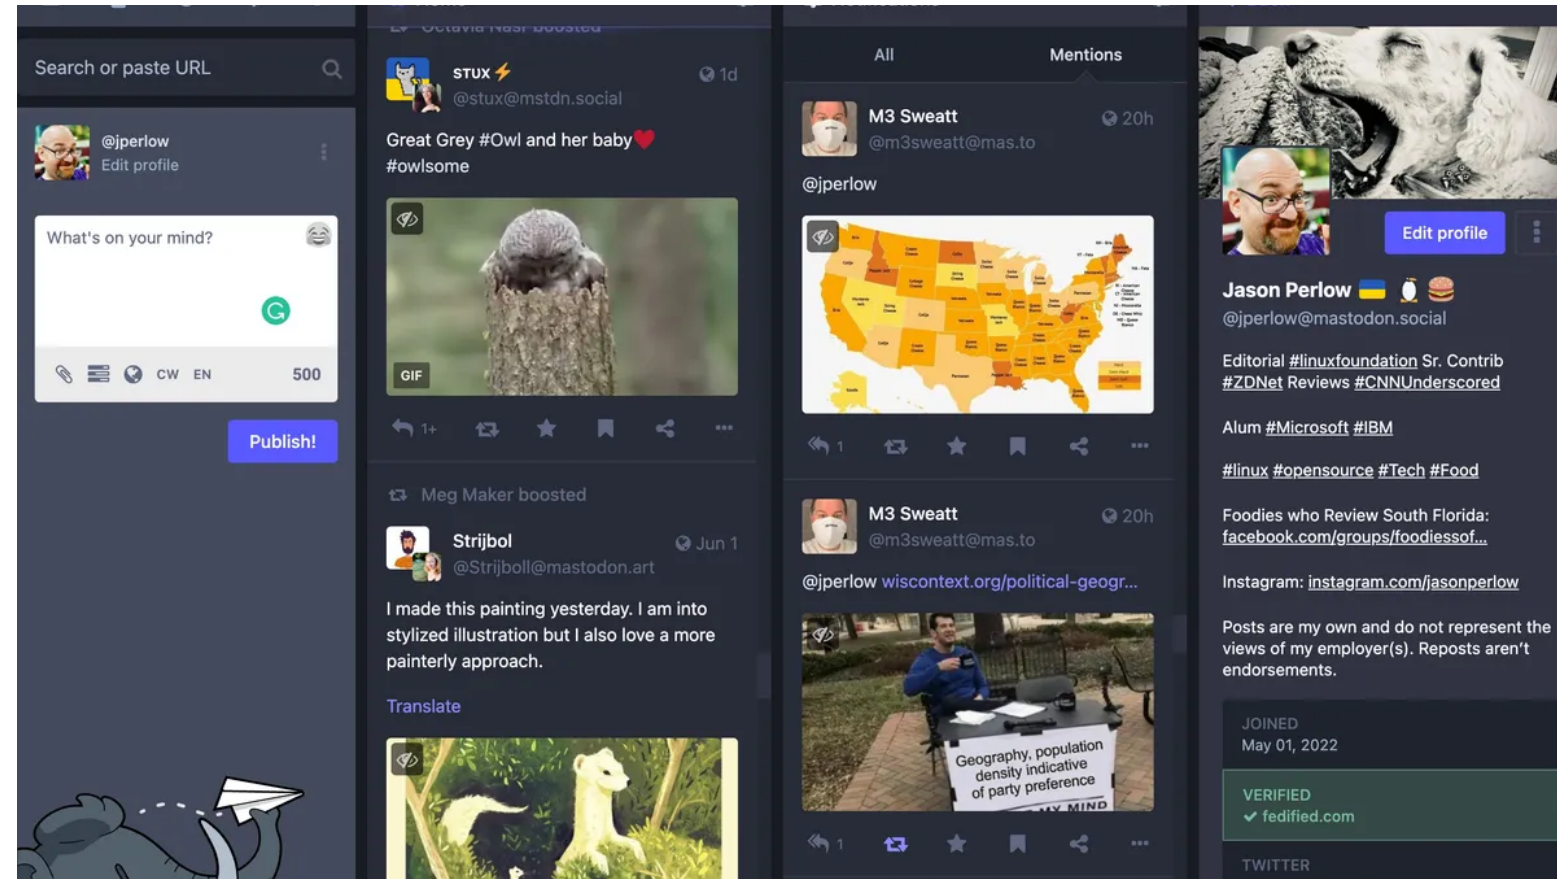 Search or paste URL
@jperlow
Edit profile
What's on your mind?
CW EN 500
Publish!
Octavia Nasr boosted
STUX
1d
@stux@mstdn.social
Great Grey #Owl and her baby
#owlsome
GIF
1+
Meg Maker boosted
Strijbol
Jun 1
@Strijboll@mastodon.art
I made this painting yesterday. I am into
stylized illustration but I also love a more
painterly approach.
Translate
All Mentions
M3 Sweatt
20h
@m3sweatt@mas.to
@jperlow
1
M3 Sweatt
20h
@m3sweatt@mas.to
@jperlow wiscontext.org/political-geogr...
Geography, population
density indicative
of party preference
MY MIND
1
Edit profile
Jason Perlow
@jperlow@mastodon.social
Editorial #linuxfoundation Sr. Contrib
#ZDNet Reviews #CNNUnderscored
Alum #Microsoft #IBM
#linux #opensource #Tech #Food
Foodies who Review South Florida:
facebook.com/groups/foodiessof...
Instagram: instagram.com/jasonperlow
Posts are my own and do not represent the
views of my employer(s). Reposts aren't
endorsements.
JOINED
May 01, 2022
VERIFIED
fedified.com
TWITTER